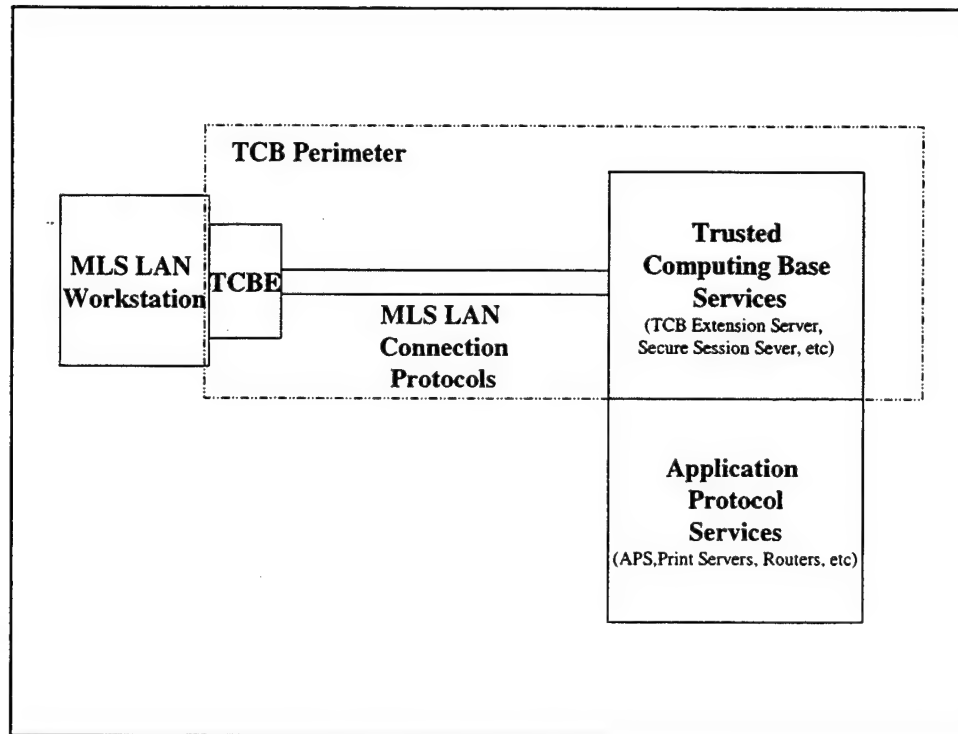 TCB Perimeter
MLS LAN
Workstation
TCBE
MLS LAN
Connection
Protocols
Trusted
Computing Base
Services
(TCB Extension Server,
Secure Session Sever, etc)
Application
Protocol
Services
(APS,Print Servers, Routers, etc)